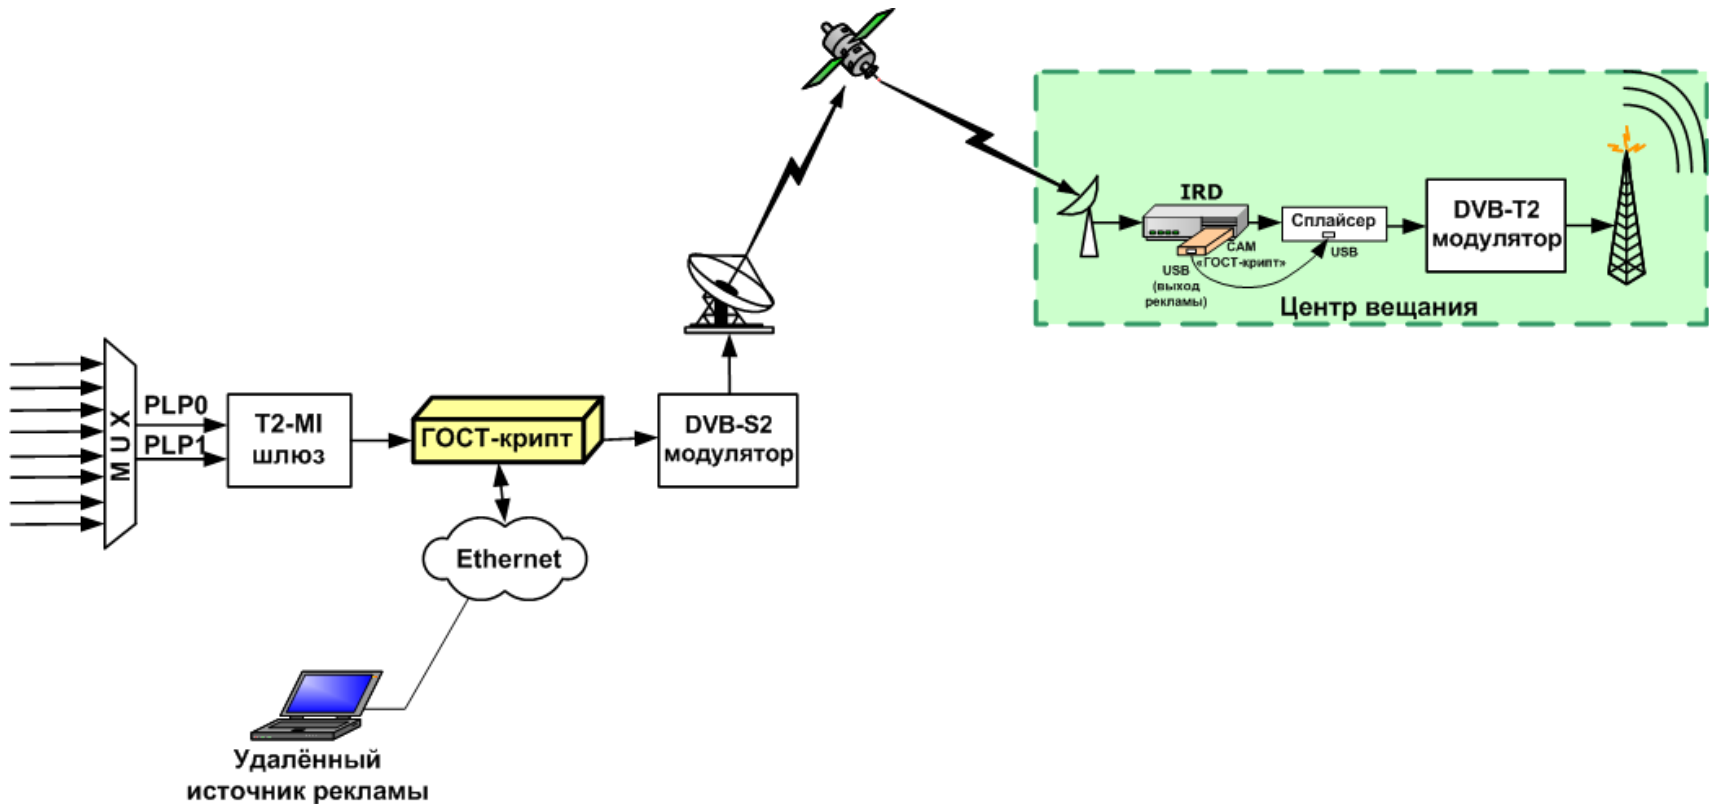 IRD
CAM
«ГОСТ-крипт»
USB
(выход
рекламы)
Сплайсер
USB
DVB-T2
модулятор
Центр вещания
MUX
PLP0
PLP1
T2-MI
шлюз
ГОСТ-крипт
DVB-S2
модулятор
Ethernet
Удалённый
источник рекламы